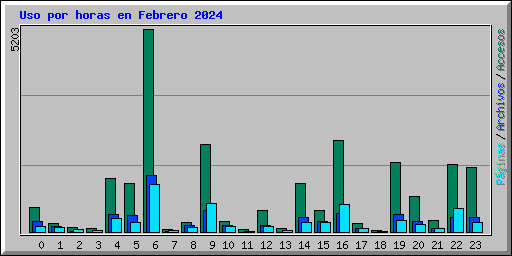 Uso por horas en Febrero 2024
5203
Páginas / Archivos / Accesos
0 1 2 3 4 5 6 7 8 9 10 11 12 13 14 15 16 17 18 19 20 21 22 23